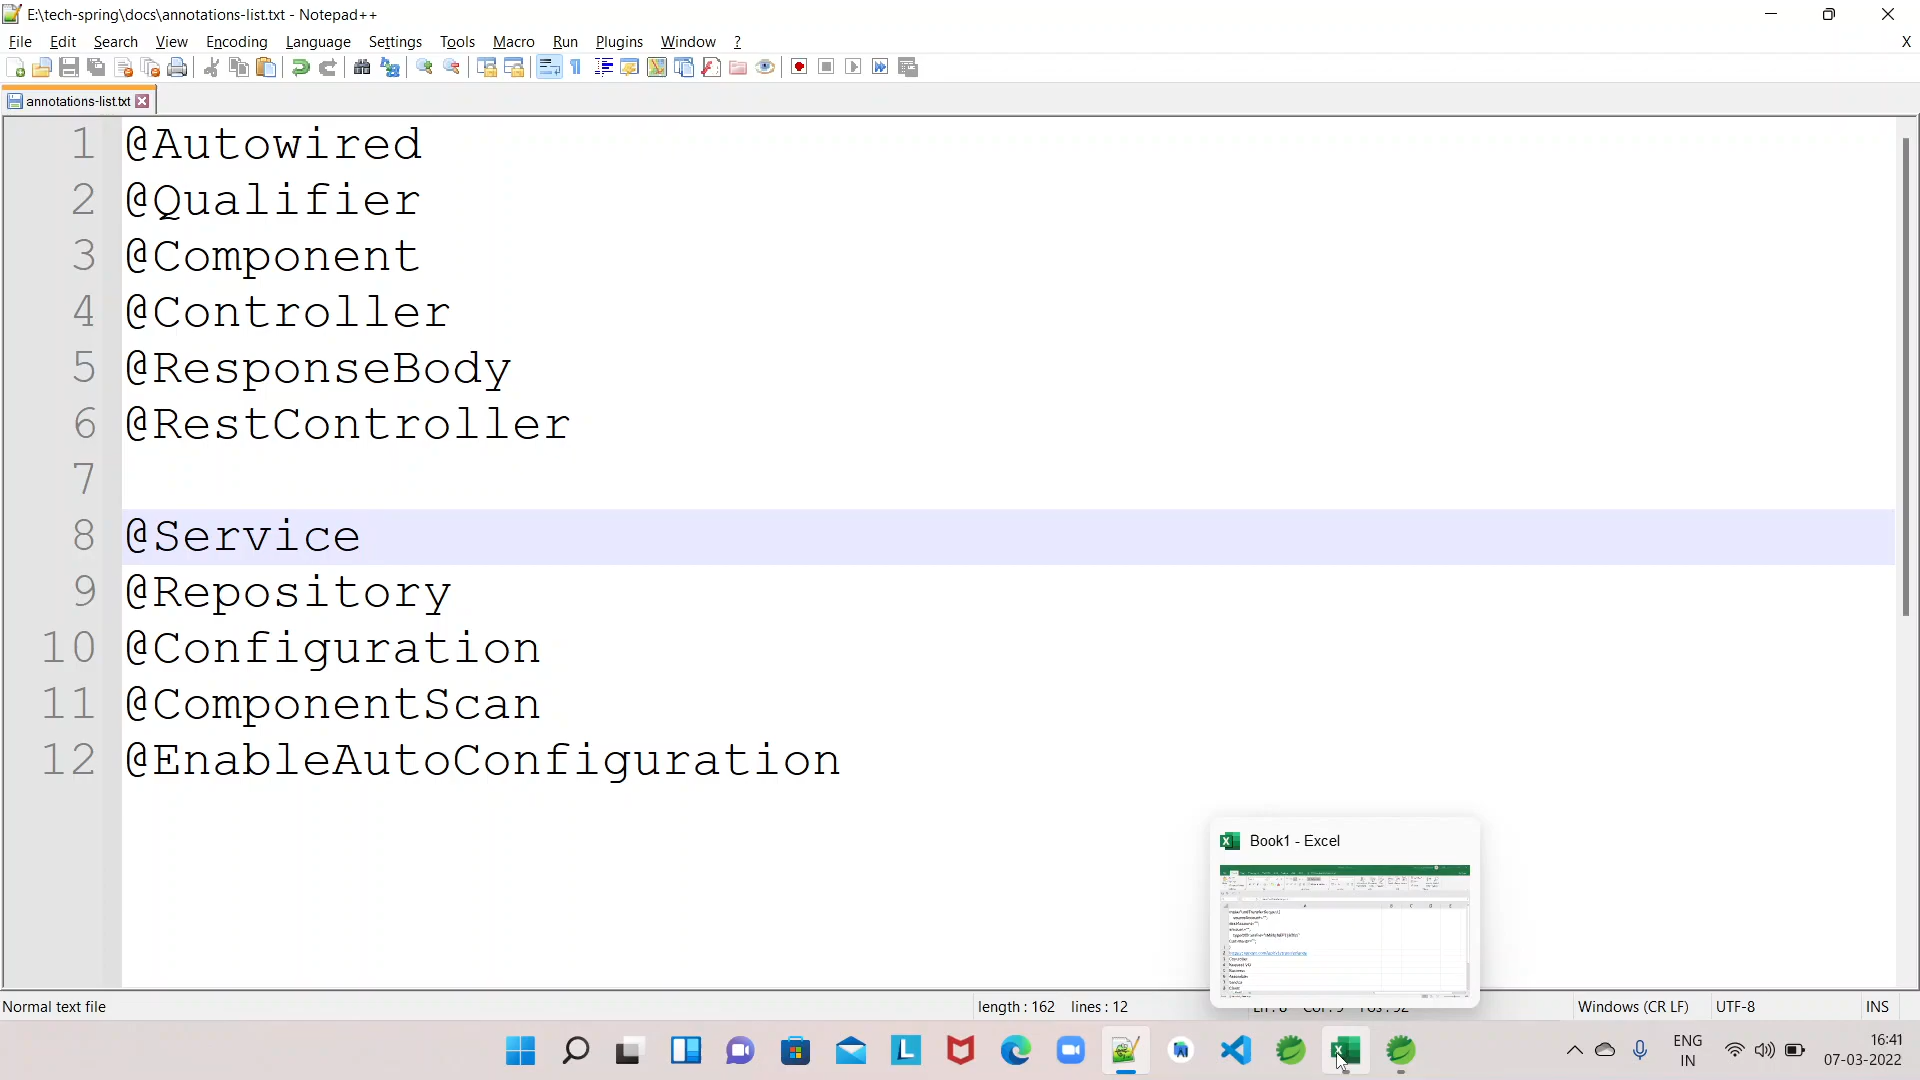 E:\tech-spring\docs\annotations-list.txt - Notepad++
File Edit Search View Encoding Language Settings Tools Macro Run Plugins Window ? X
annotations-list.txt
1 @Autowired
2 @Qualifier
3 @Component
4 @Controller
5 @ResponseBody
6 @RestController
7
8 @Service
9 @Repository
10 @Configuration
11 @ComponentScan
12 @EnableAutoConfiguration
Book1 - Excel
Normal text file length : 162 lines : 12 Windows (CR LF) UTF-8 INS
ENG 16:41
IN 07-03-2022